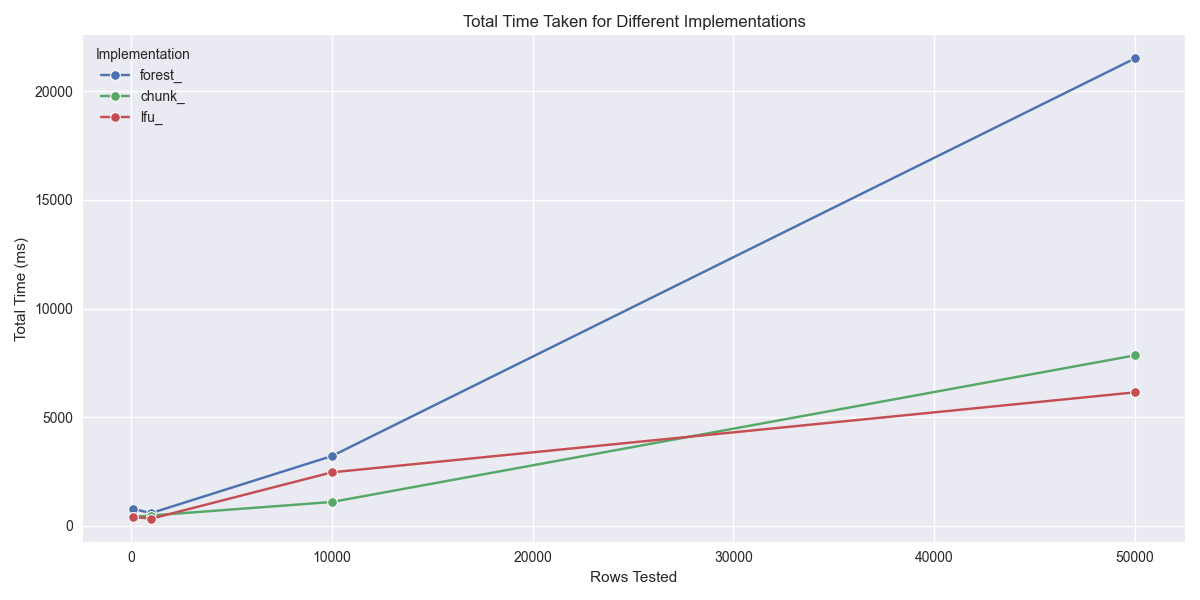 Total Time Taken for Different Implementations
Implementation
forest_
chunk_
lfu_
Total Time (ms)
20000
15000
10000
5000
0
0 10000 20000 30000 40000 50000
Rows Tested